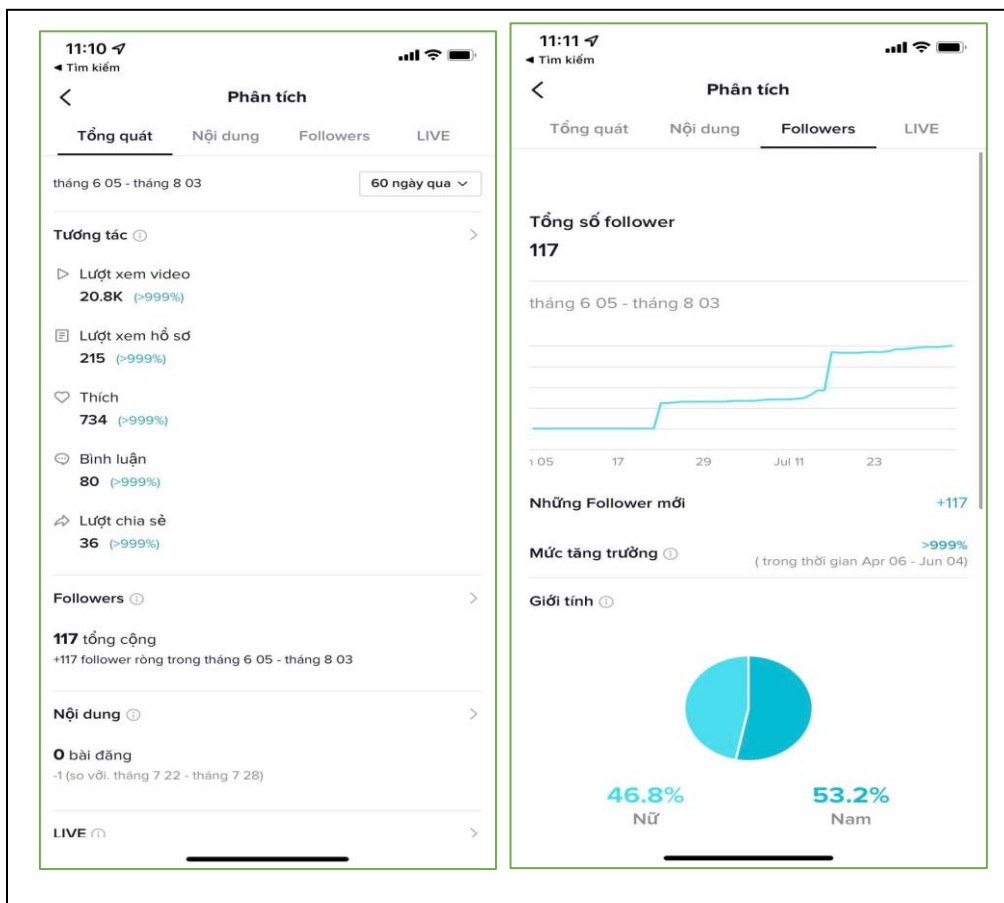 11:10
◀ Tìm kiếm
Phân tích
Tổng quát Nội dung Followers LIVE
tháng 6 05 - tháng 8 03 60 ngày qua
Tương tác
Lượt xem video
20.8K (>999%)
Lượt xem hồ sơ
215 (>999%)
Thích
734 (>999%)
Bình luận
80 (>999%)
Lượt chia sẻ
36 (>999%)
Followers
117 tổng cộng
+117 follower ròng trong tháng 6 05 - tháng 8 03
Nội dung
0 bài đăng
-1 (so với. tháng 7 22 - tháng 7 28)
LIVE
11:11
◀ Tìm kiếm
Phân tích
Tổng quát Nội dung Followers LIVE
Tổng số follower
117
tháng 6 05 - tháng 8 03
05 17 29 Jul 11 23
Những Follower mới +117
Mức tăng trưởng >999%
( trong thời gian Apr 06 - Jun 04)
Giới tính
46.8% 53.2%
Nữ Nam